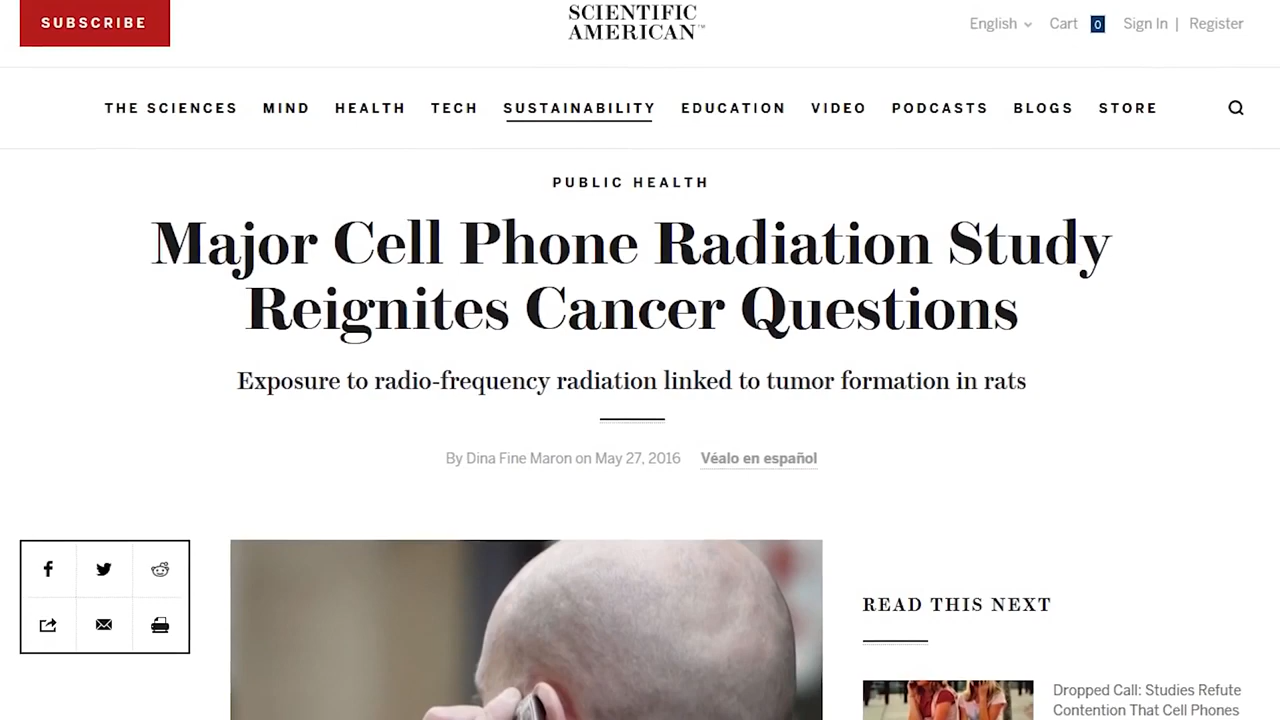 SUBSCRIBE
SCIENTIFIC
AMERICAN™
English
Cart 0
Sign In | Register
THE SCIENCES MIND HEALTH TECH SUSTAINABILITY EDUCATION VIDEO PODCASTS BLOGS STORE
PUBLIC HEALTH
Major Cell Phone Radiation Study
Reignites Cancer Questions
Exposure to radio-frequency radiation linked to tumor formation in rats
By Dina Fine Maron on May 27, 2016 Véalo en español
READ THIS NEXT
Dropped Call: Studies Refute
Contention That Cell Phones